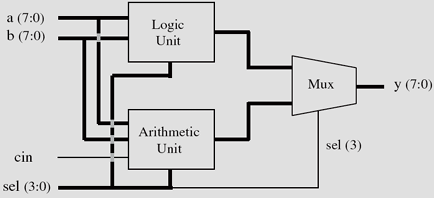 a (7:0)
b (7:0)
Logic
Unit
Mux
y (7:0)
Arithmetic
Unit
sel (3)
cin
sel (3:0)